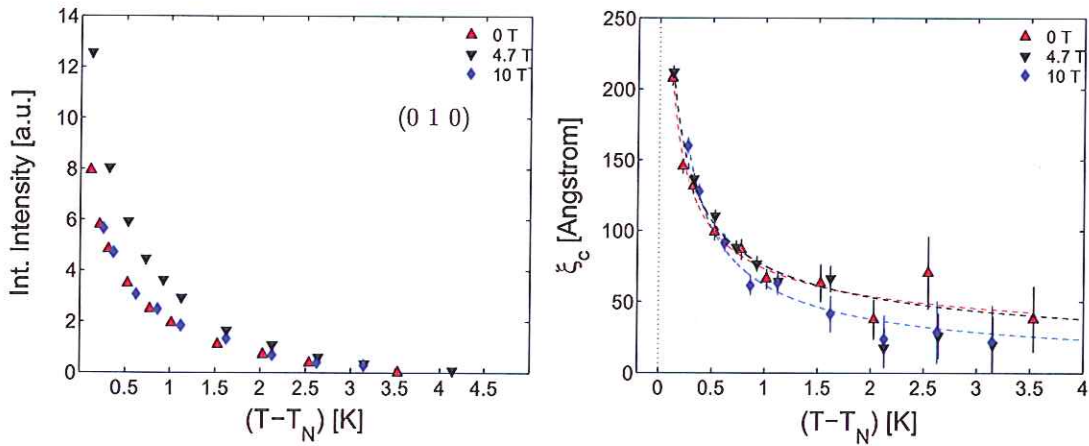 14
12
10
8
6
4
2
0
Int. Intensity [a.u.]
0 T
4.7 T
10 T
(0 1 0)
0.5 1 1.5 2 2.5 3 3.5 4 4.5
(T−T_N) [K]
250
200
150
100
50
0
ξ_c [Angstrom]
0 T
4.7 T
10 T
0 0.5 1 1.5 2 2.5 3 3.5 4
(T−T_N) [K]